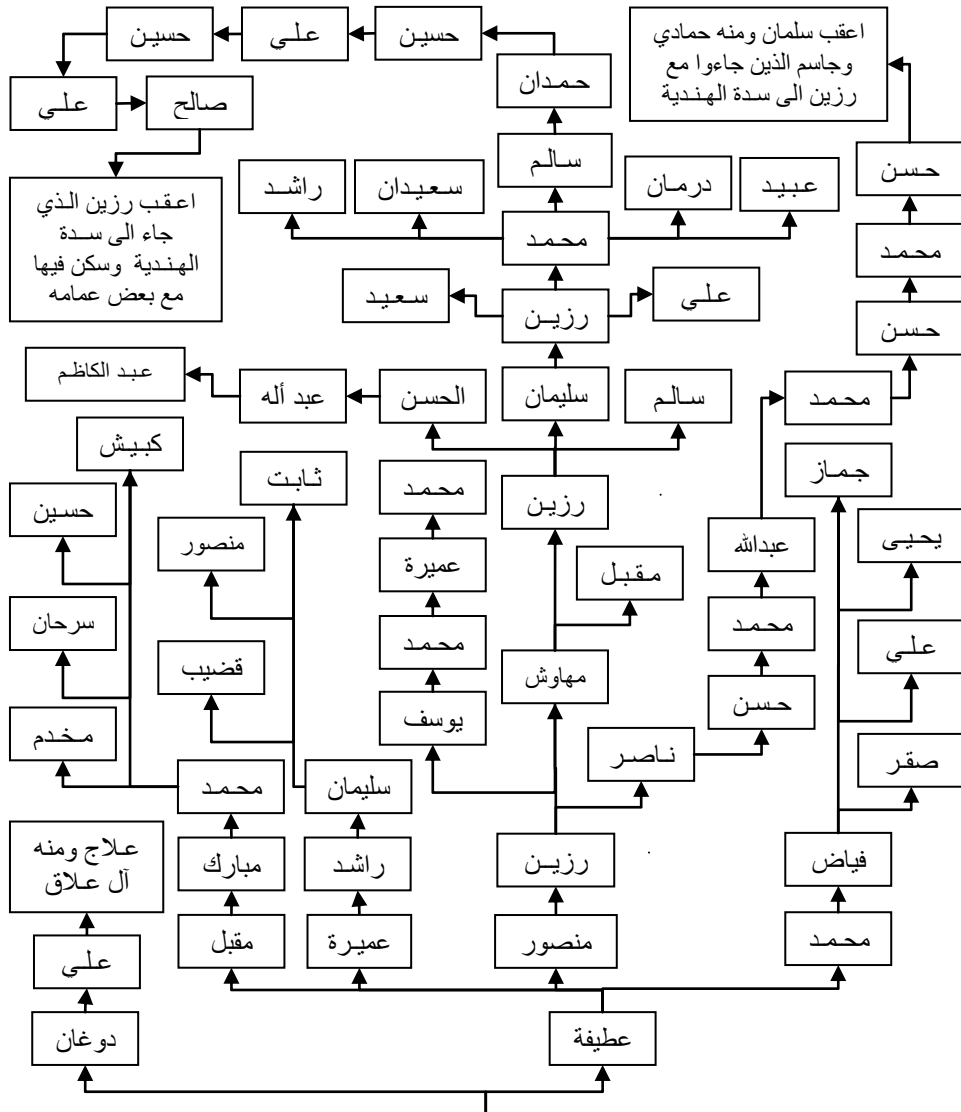 حسين
علي
حسين
علي
صالح
اعقب رزين الذي
جاء الى سدة
الهندية وسكن فيها
مع بعض عمامه
اعقب سلمان ومنه حمادي
وجاسم الذين جاءوا مع
رزين الى سدة الهندية
حمدان
سالم
حسن
عبيد
درمان
محمد
سعيدان
راشد
محمد
علي
رزين
سعيد
حسن
محمد
سالم
سليمان
الحسن
عبد أله
عبد الكاظم
جماز
رزين
محمد
ثابت
كبيش
يحيى
عبدالله
مقبل
عميرة
منصور
حسين
علي
محمد
مهاوش
محمد
قضيب
سرحان
حسن
يوسف
صقر
ناصر
سليمان
محمد
مخدم
فياض
رزين
راشد
مبارك
علاج ومنه
آل علاق
محمد
منصور
عميرة
مقبل
علي
عطيفة
دوغان